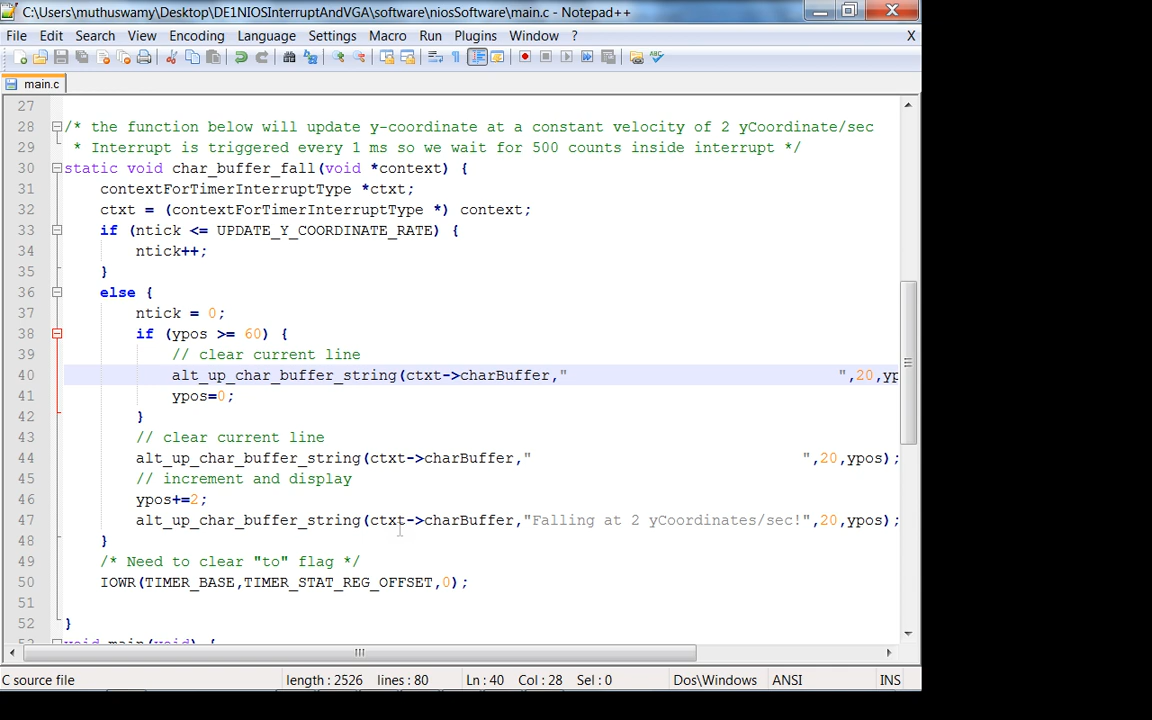 C:\Users\muthuswamy\Desktop\DE1NIOSInterruptAndVGA\software\niosSoftware\main.c - Notepad++
File Edit Search View Encoding Language Settings Macro Run Plugins Window ? X
main.c
27
28 /* the function below will update y-coordinate at a constant velocity of 2 yCoordinate/sec
29 * Interrupt is triggered every 1 ms so we wait for 500 counts inside interrupt */
30 static void char_buffer_fall(void *context) {
31 contextForTimerInterruptType *ctxt;
32 ctxt = (contextForTimerInterruptType *) context;
33 if (ntick <= UPDATE_Y_COORDINATE_RATE) {
34 ntick++;
35 }
36 else {
37 ntick = 0;
38 if (ypos >= 60) {
39 // clear current line
40 alt_up_char_buffer_string(ctxt->charBuffer,"                              ",20,yp
41 ypos=0;
42 }
43 // clear current line
44 alt_up_char_buffer_string(ctxt->charBuffer,"                              ",20,ypos);
45 // increment and display
46 ypos+=2;
47 alt_up_char_buffer_string(ctxt->charBuffer,"Falling at 2 yCoordinates/sec!",20,ypos);
48 }
49 /* Need to clear "to" flag */
50 IOWR(TIMER_BASE,TIMER_STAT_REG_OFFSET,0);
51
52 }
53 void main(void) {
C source file length : 2526 lines : 80 Ln : 40 Col : 28 Sel : 0 Dos\Windows ANSI INS